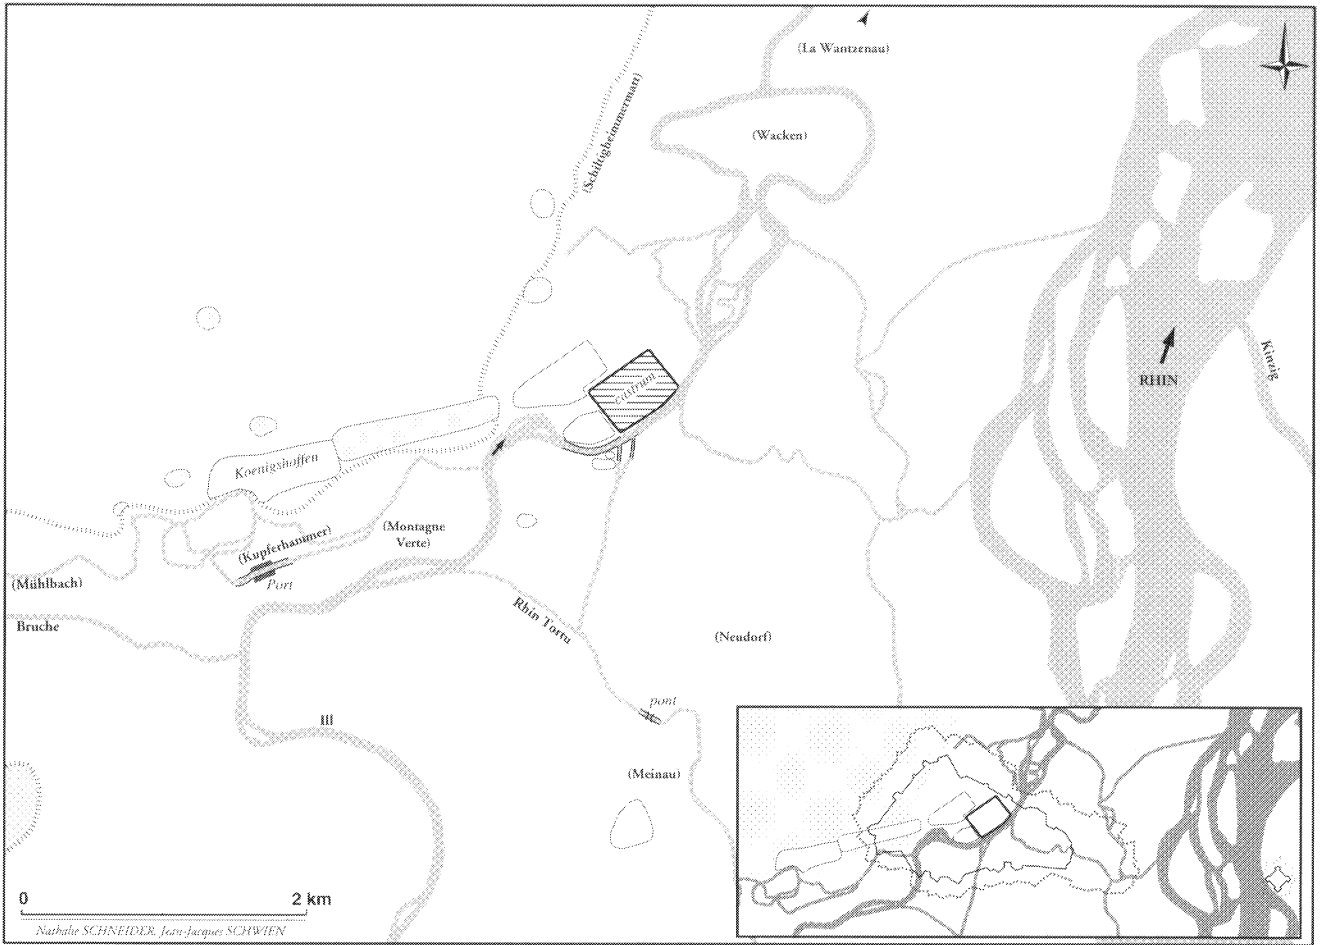 (La Wantzenau)
(Schiltigheimmermatt)
(Wacken)
Kinzig
RHIN
castrum
Koenigshoffen
(Kupferhammer)
(Montagne
Verte)
Port
(Mühlbach)
Bruche
Rhin Tortu
(Neudorf)
pont
Ill
(Meinau)
0 2 km
Nathalie SCHNEIDER, Jean-Jacques SCHWIEN